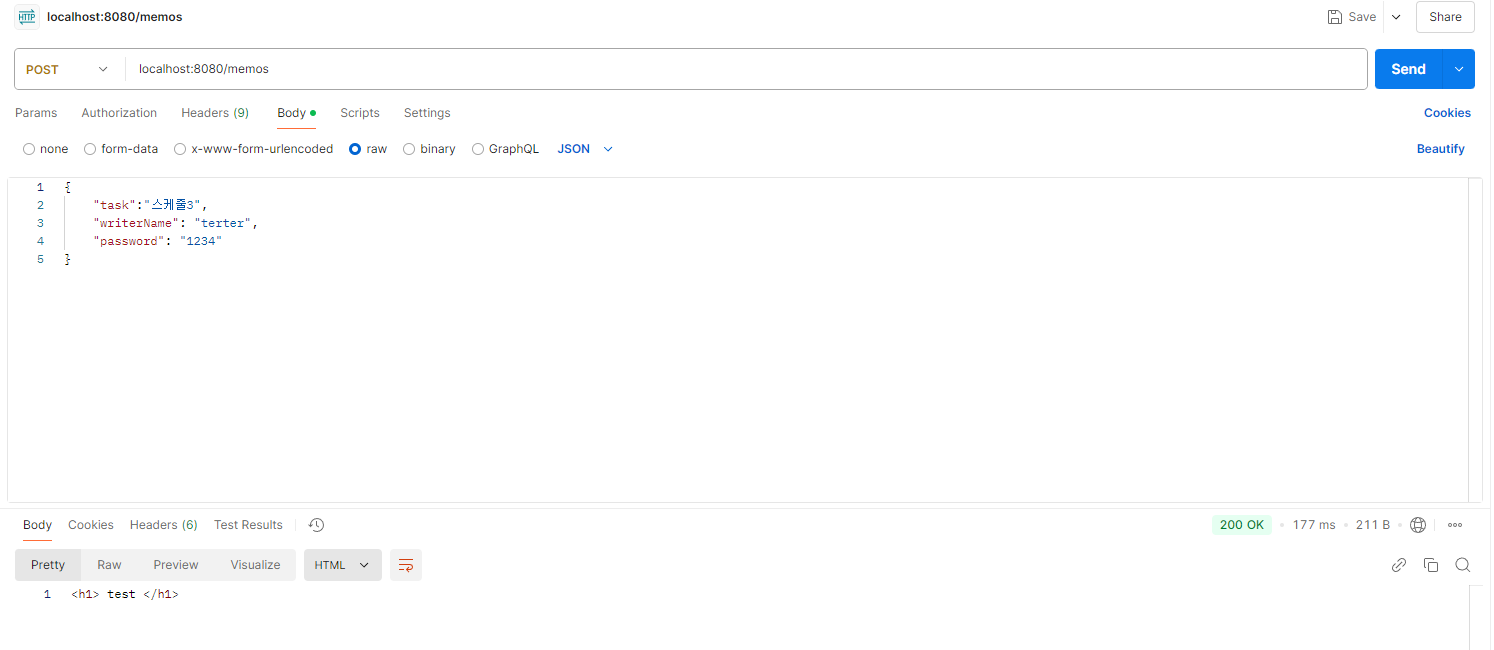 HTTP localhost:8080/memos Save Share
POST localhost:8080/memos Send
Params Authorization Headers (9) Body Scripts Settings Cookies
none form-data x-www-form-urlencoded raw binary GraphQL JSON Beautify
1 {
2 "task":"스케줄3",
3 "writerName": "terter",
4 "password": "1234"
5 }
Body Cookies Headers (6) Test Results 200 OK 177 ms 211 B
Pretty Raw Preview Visualize HTML
1 <h1> test </h1>